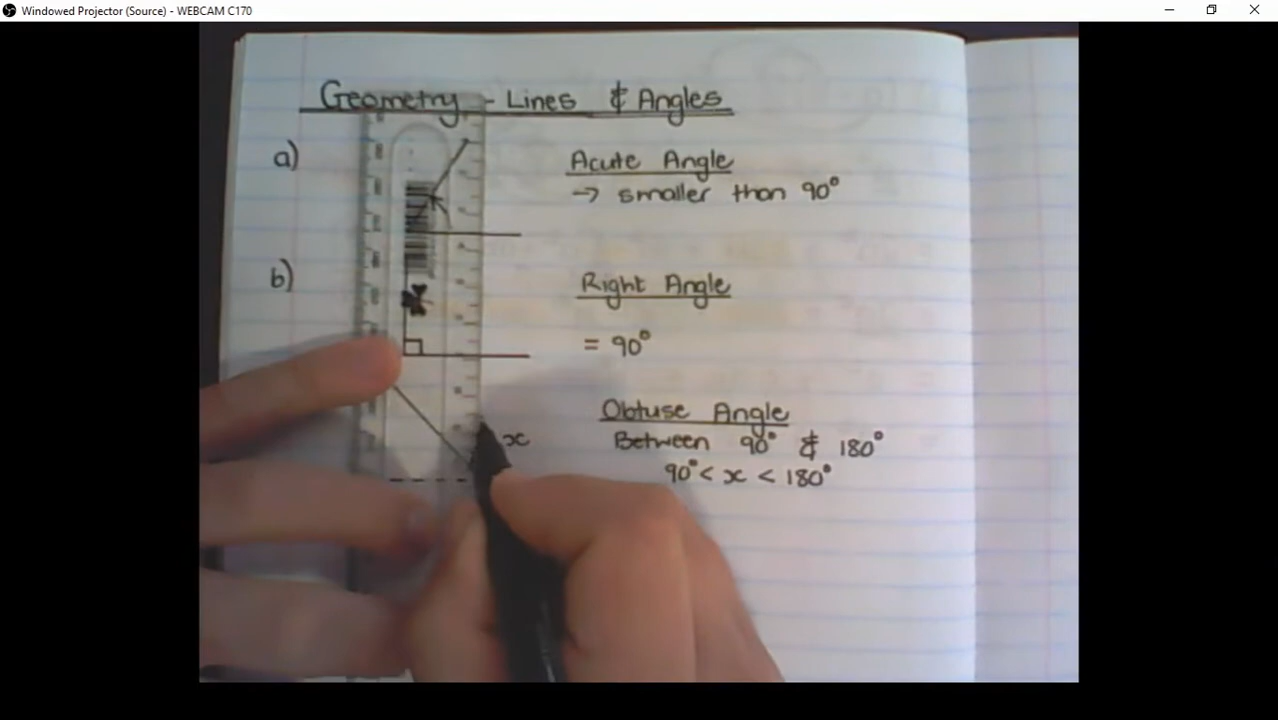 Windowed Projector (Source) - WEBCAM C170
Geometry - Lines & Angles
a)
Acute Angle
→ smaller than 90°
b)
Right Angle
= 90°
Obtuse Angle
x
Between 90° & 180°
90° < x < 180°